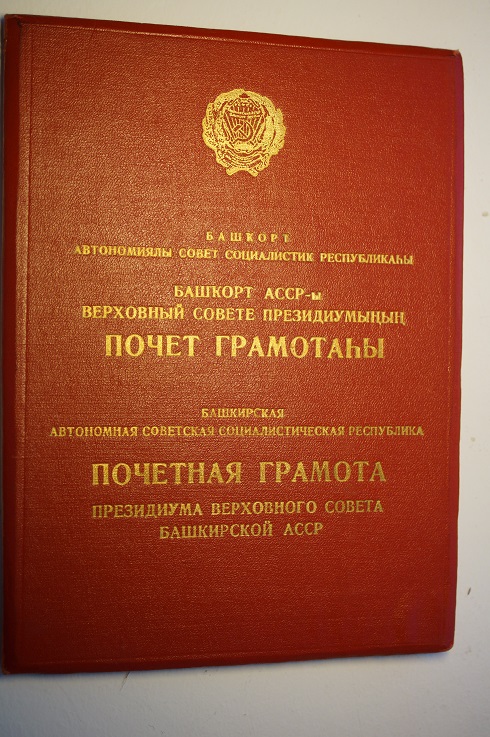 БАШКОРТ
АВТОНОМИЯЛЫ СОВЕТ СОЦИАЛИСТИК РЕСПУБЛИКАҺЫ
БАШКОРТ АССР-ы
ВЕРХОВНЫЙ СОВЕТЕ ПРЕЗИДИУМЫНЫҢ
ПОЧЕТ ГРАМОТАҺЫ
БАШКИРСКАЯ
АВТОНОМНАЯ СОВЕТСКАЯ СОЦИАЛИСТИЧЕСКАЯ РЕСПУБЛИКА
ПОЧЕТНАЯ ГРАМОТА
ПРЕЗИДИУМА ВЕРХОВНОГО СОВЕТА
БАШКИРСКОЙ АССР